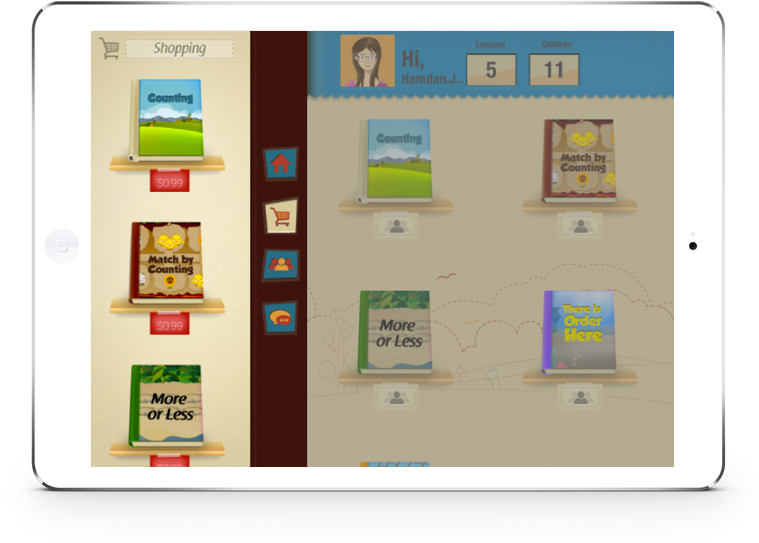 Shopping
Counting
$0.99
Match by
Counting
$0.99
More
or Less
Hi,
Hamdan.J..
Lessons
5
Children
11
Counting
Match by
Counting
More
or Less
There is
Order
Here